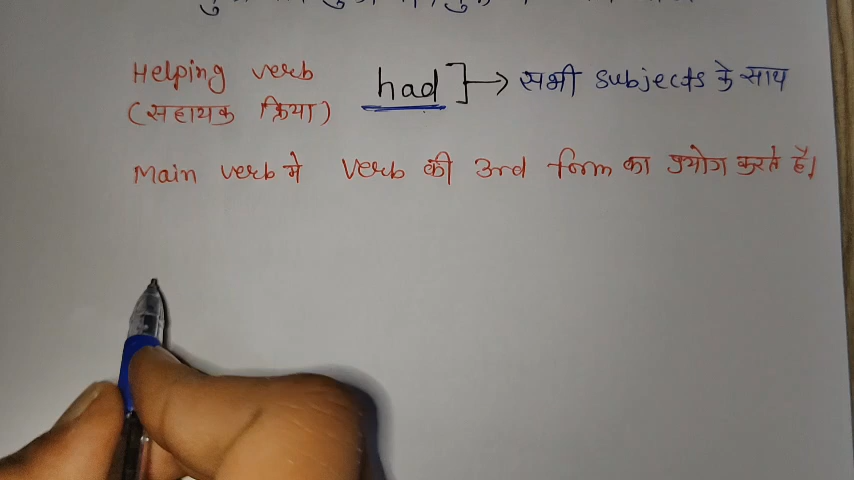 Helping verb had ] → सभी subjects के साथ
(सहायक क्रिया)
Main verb मे verb की 3rd form का प्रयोग करते है।